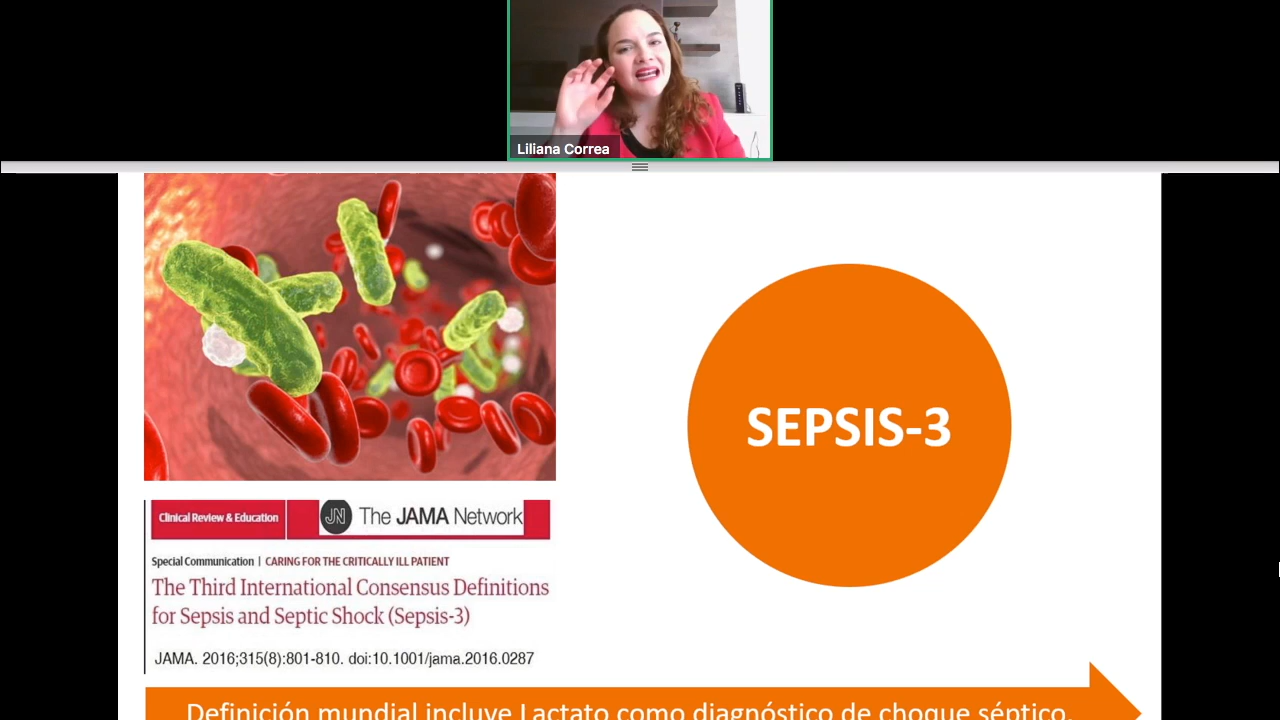 Liliana Correa
SEPSIS-3
Clinical Review & Education
JN The JAMA Network
Special Communication | CARING FOR THE CRITICALLY ILL PATIENT
The Third International Consensus Definitions
for Sepsis and Septic Shock (Sepsis-3)
JAMA. 2016;315(8):801-810. doi:10.1001/jama.2016.0287
Definición mundial incluye Lactato como diagnóstico de choque séptico.